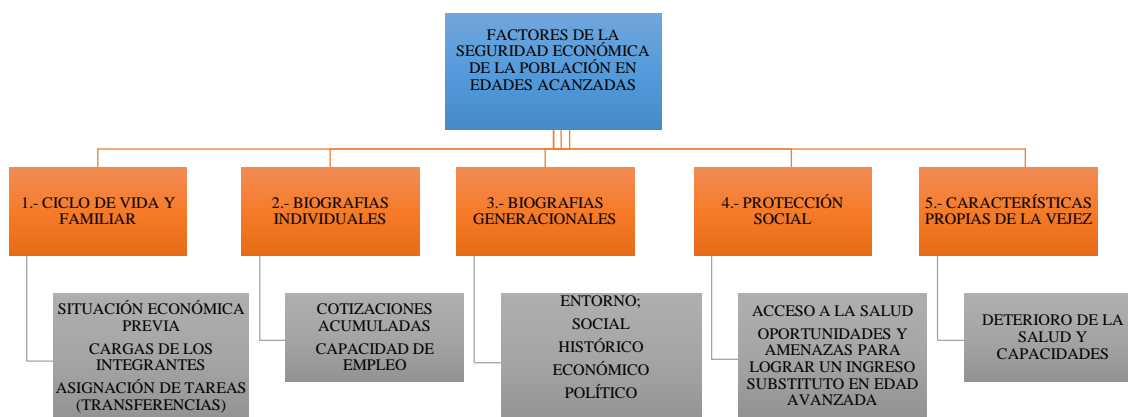 FACTORES DE LA
SEGURIDAD ECONÓMICA
DE LA POBLACIÓN EN
EDADES ACANZADAS
1.- CICLO DE VIDA Y
FAMILIAR
2.- BIOGRAFIAS
INDIVIDUALES
3.- BIOGRAFIAS
GENERACIONALES
4.- PROTECCIÓN
SOCIAL
5.- CARACTERÍSTICAS
PROPIAS DE LA VEJEZ
SITUACIÓN ECONÓMICA
PREVIA
CARGAS DE LOS
INTEGRANTES
ASIGNACIÓN DE TAREAS
(TRANSFERENCIAS)
COTIZACIONES
ACUMULADAS
CAPACIDAD DE
EMPLEO
ENTORNO;
SOCIAL
HISTÓRICO
ECONÓMICO
POLÍTICO
ACCESO A LA SALUD
OPORTUNIDADES Y
AMENAZAS PARA
LOGRAR UN INGRESO
SUBSTITUTO EN EDAD
AVANZADA
DETERIORO DE LA
SALUD Y
CAPACIDADES